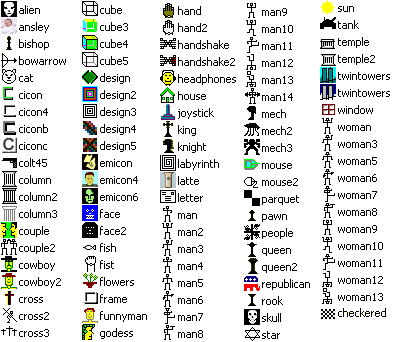 alien
ansley
bishop
bowarrow
cat
cicon
cicon4
ciconb
ciconc
colt45
column
column2
column3
couple
couple2
cowboy
cowboy2
cross
cross2
cross3
cube
cube3
cube4
cube5
design
design2
design3
design4
design5
emicon
emicon4
emicon6
face
face2
fish
fist
flowers
frame
funnyman
godess
hand
hand2
handshake
handshake2
headphones
house
joystick
king
knight
labyrinth
latte
letter
man
man2
man3
man4
man5
man6
man7
man8
man9
man10
man11
man12
man13
man14
mech
mech2
mech3
mouse
mouse2
parquet
pawn
people
queen
queen2
republican
rook
skull
star
sun
tank
temple
temple2
twintowers
twintowers
window
woman
woman3
woman5
woman6
woman7
woman8
woman9
woman10
woman11
woman12
woman13
checkered